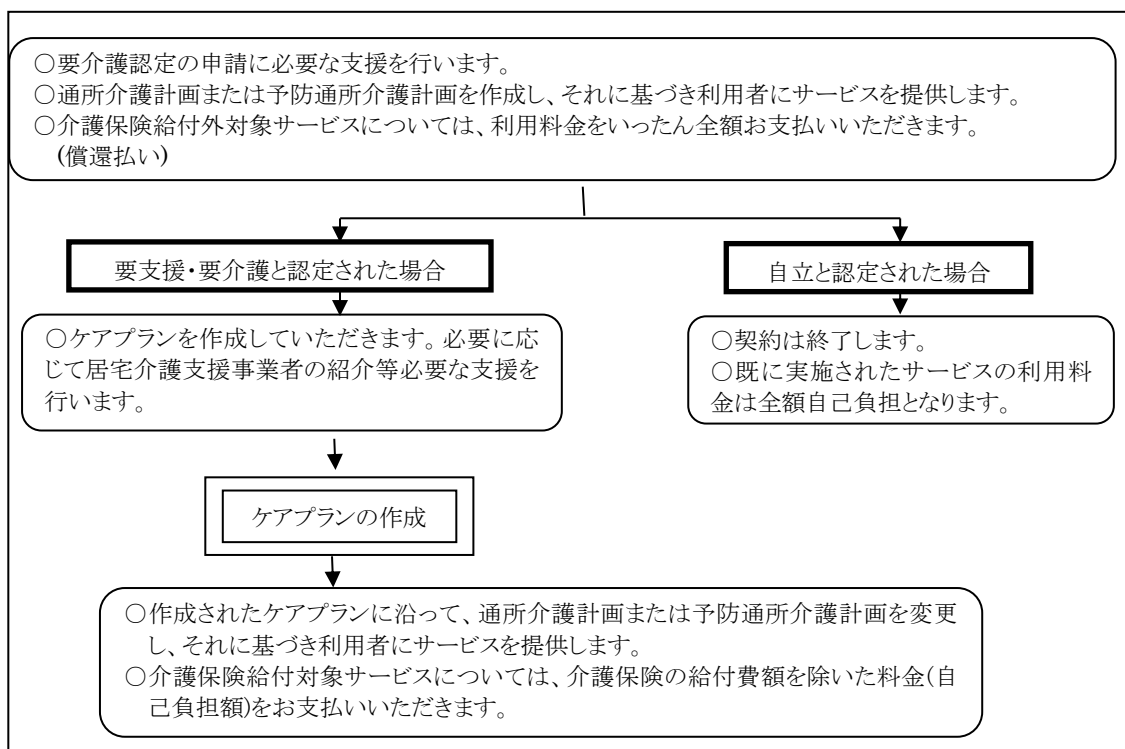 ○要介護認定の申請に必要な支援を行います。
○通所介護計画または予防通所介護計画を作成し、それに基づき利用者にサービスを提供します。
○介護保険給付外対象サービスについては、利用料金をいったん全額お支払いいただきます。
(償還払い)
要支援・要介護と認定された場合
自立と認定された場合
○ケアプランを作成していただきます。必要に応
じて居宅介護支援事業者の紹介等必要な支援を
行います。
○契約は終了します。
○既に実施されたサービスの利用料
金は全額自己負担となります。
ケアプランの作成
○作成されたケアプランに沿って、通所介護計画または予防通所介護計画を変更
し、それに基づき利用者にサービスを提供します。
○介護保険給付対象サービスについては、介護保険の給付費額を除いた料金(自
己負担額)をお支払いいただきます。